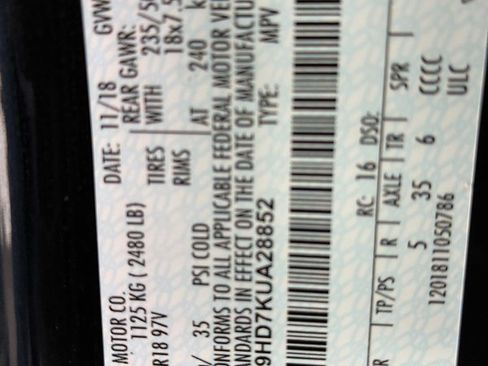 MOTOR CO. DATE: 11/18 GVW
1125 KG ( 2480 LB) REAR GAWR:
R18 97V TIRES WITH 235/50
RIMS 18x7.5
/ 35 PSI COLD AT 240
ONFORMS TO ALL APPLICABLE FEDERAL MOTOR VE
ANDARDS IN EFFECT ON THE DATE OF MANUFACTUR
9HD7KUA28852 TYPE: MPV
RC: 16 DSO:
R TP/PS R AXLE TR SPR
5 35 6 CCCC
1201811050786 ULC